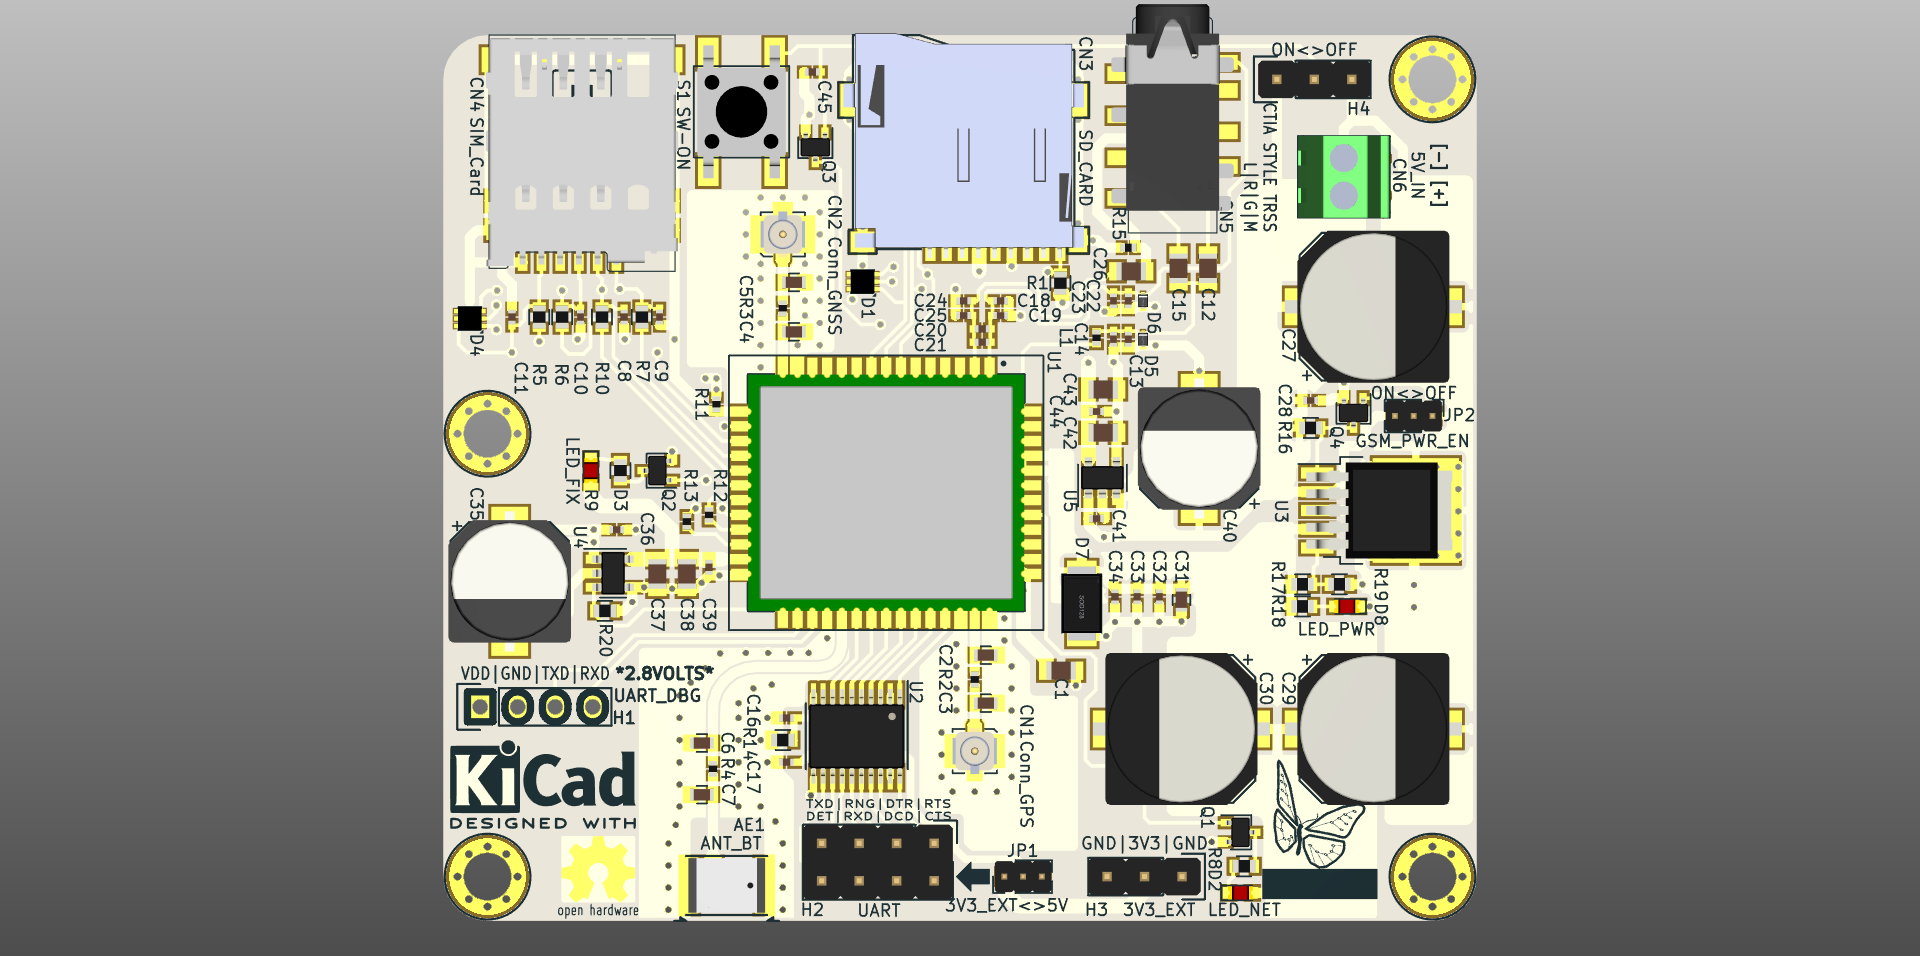 ON<>OFF
H4
CN4 SIM_Card
S1 SW-ON
C45
Q3
CN3
SD_CARD
CTIA STYLE TRSS
L|R|G|M
N5
[-] [+]
5V_IN
CN6
CN2 Conn_GNSS
C5R3C4
D1
D4
C11
R5
R6
C10
R10
C8
R7
C9
C24
C25
C20
C21
C18
C19
R1
R15
C26
C22
C23
C15
C12
D6
L1
C14
C13
D5
U1
C27
+
R11
C43
C44
C42
ON<>OFF
JP2
GSM_PWR_EN
C28R16
Q4
LED_FIX
R9
D3
Q2
R13
R12
C35
+
U4
C36
U5
C41
C40
+
U3
D7
SOD128
C34
C33
C32
C31
R17R18
R19D8
LED_PWR
R20
C37
C38
C39
VDD|GND|TXD|RXD *2.8VOLTS*
UART_DBG
H1
C2R2C3
C1
U2
C16R14C17
C6R4C7
CN1Conn_GPS
+
C30
C29
+
KiCad
DESIGNED WITH
open hardware
AE1
ANT_BT
TXD|RNG|DTR|RTS
DET|RXD|DCD|CTS
H2
UART
JP1
3V3_EXT<>5V
GND|3V3|GND
H3
3V3_EXT
Q1
R8D2
LED_NET